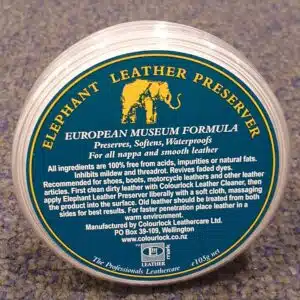 ELEPHANT LEATHER PRESERVER
EUROPEAN MUSEUM FORMULA
Preserves, Softens, Waterproofs
For all nappa and smooth leather
All ingredients are 100% free from acids, impurities or natural fats.
Inhibits mildew and threadrot. Revives faded dyes.
Recommended for shoes, boots, motorcycle leathers and other leather
articles. First clean dirty leather with Colourlock Leather Cleaner, then
apply Elephant Leather Preserver liberally with a soft cloth, massaging
the product into the surface. Old leather should be treated from both
sides for best results. For faster penetration place leather in a
warm environment.
Manufactured by Colourlock Leathercare Ltd.
PO Box 39-109, Wellington
www.colourlock.co.nz
LEATHER
mark
The Professionals Leathercare
e105g net